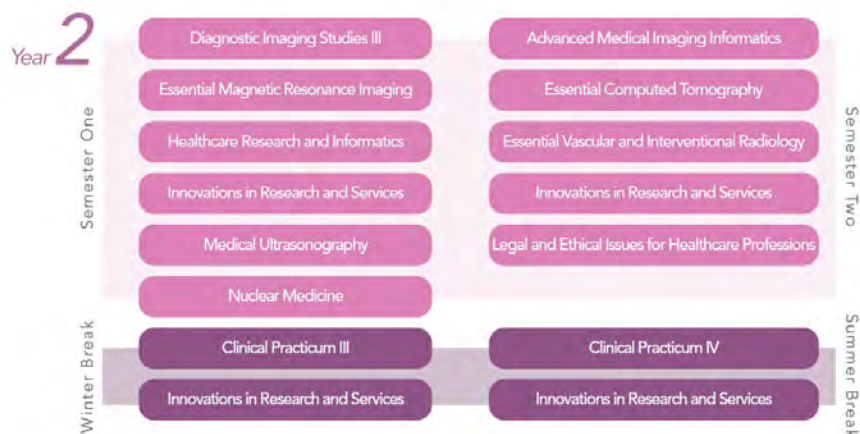 Year 2
Semester One
Diagnostic Imaging Studies III
Essential Magnetic Resonance Imaging
Healthcare Research and Informatics
Innovations in Research and Services
Medical Ultrasonography
Nuclear Medicine
Semester Two
Advanced Medical Imaging Informatics
Essential Computed Tomography
Essential Vascular and Interventional Radiology
Innovations in Research and Services
Legal and Ethical Issues for Healthcare Professions
Winter Break
Clinical Practicum III
Innovations in Research and Services
Summer Break
Clinical Practicum IV
Innovations in Research and Services